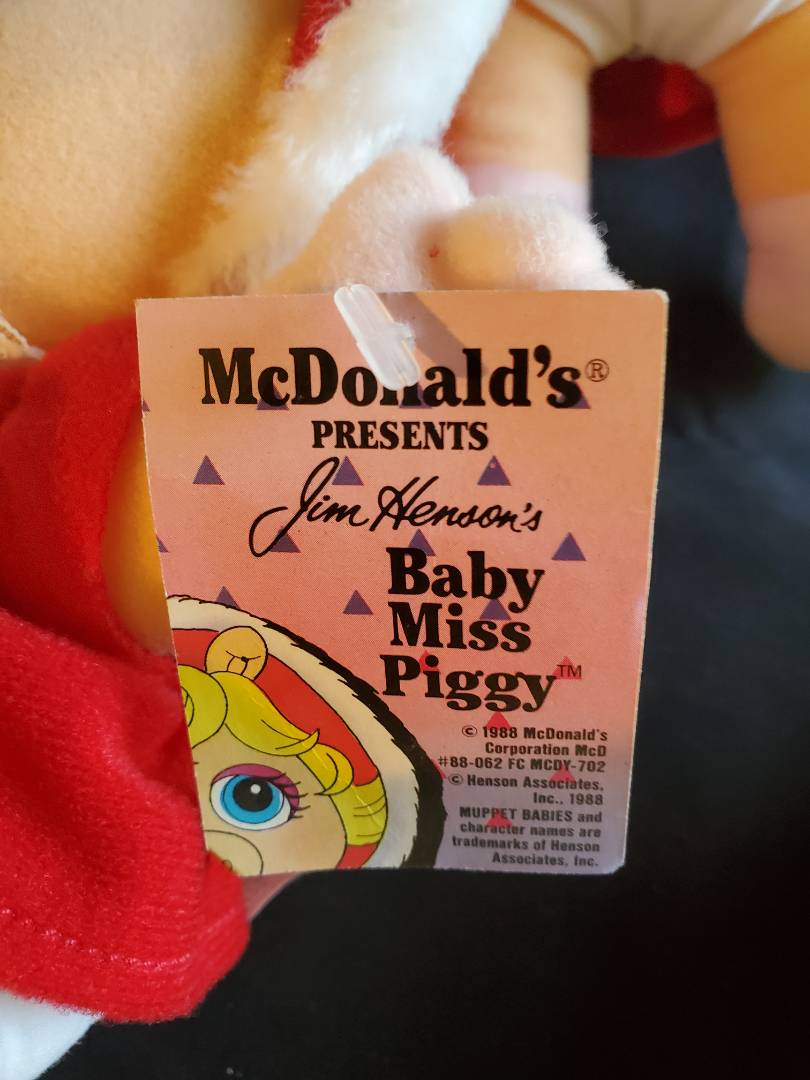 McDonald's®
PRESENTS
Jim Henson's
Baby
Miss
Piggy™
© 1988 McDonald's
Corporation McD
#88-062 FC MCDY-702
© Henson Associates,
Inc., 1988
MUPPET BABIES and
character names are
trademarks of Henson
Associates, Inc.